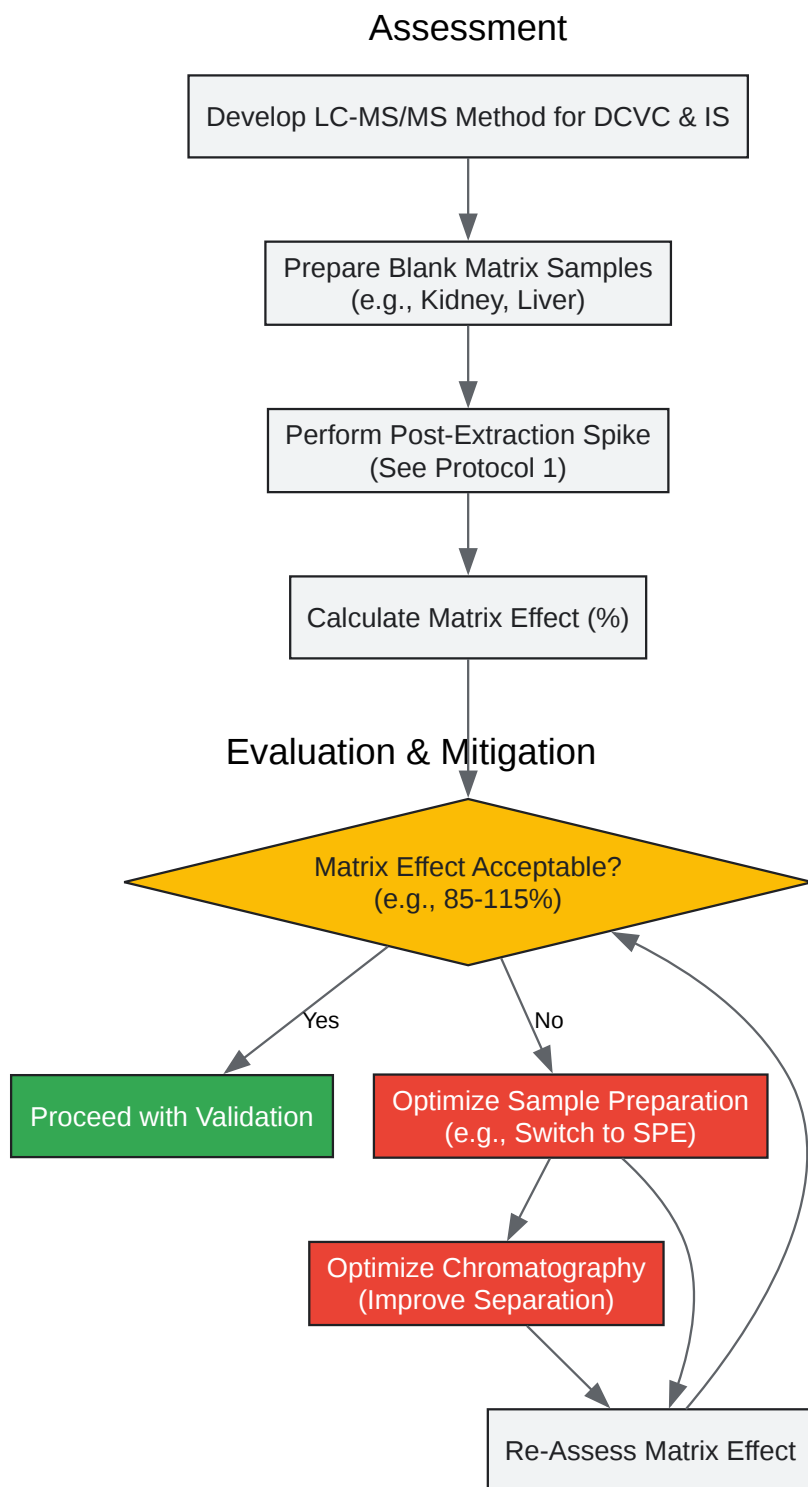 Assessment
Develop LC-MS/MS Method for DCVC & IS
Prepare Blank Matrix Samples
(e.g., Kidney, Liver)
Perform Post-Extraction Spike
(See Protocol 1)
Calculate Matrix Effect (%)
Evaluation & Mitigation
Matrix Effect Acceptable?
(e.g., 85-115%)
Yes
No
Proceed with Validation
Optimize Sample Preparation
(e.g., Switch to SPE)
Optimize Chromatography
(Improve Separation)
Re-Assess Matrix Effect